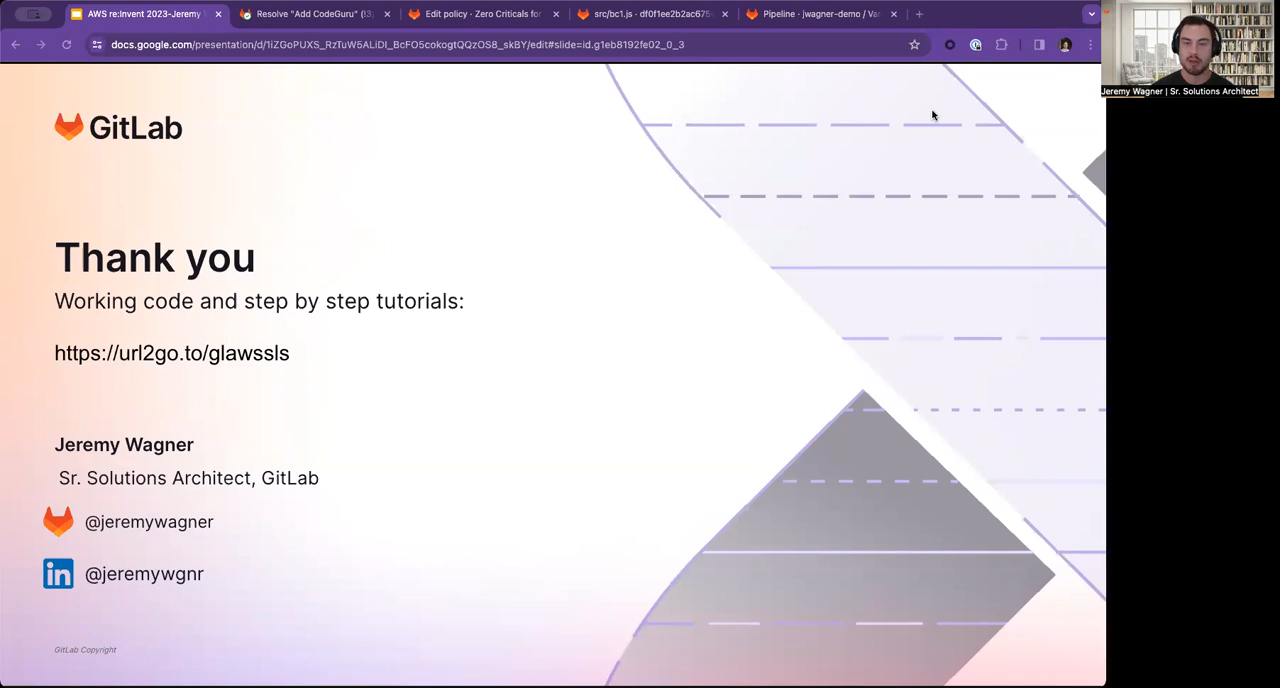 AWS re:Invent 2023-Jeremy
Resolve "Add CodeGuru" (!3
Edit policy · Zero Criticals for
src/bc1.js · df0f1ee2b2ac675
Pipeline · jwagner-demo / Va
docs.google.com/presentation/d/1iZGoPUXS_RzTuW5ALiDI_BcFO5cokogtQQzOS8_skBY/edit#slide=id.g1eb8192fe02_0_3
Jeremy Wagner | Sr. Solutions Architect
GitLab
Thank you
Working code and step by step tutorials:
https://url2go.to/glawssls
Jeremy Wagner
Sr. Solutions Architect, GitLab
@jeremywagner
in @jeremywgnr
GitLab Copyright